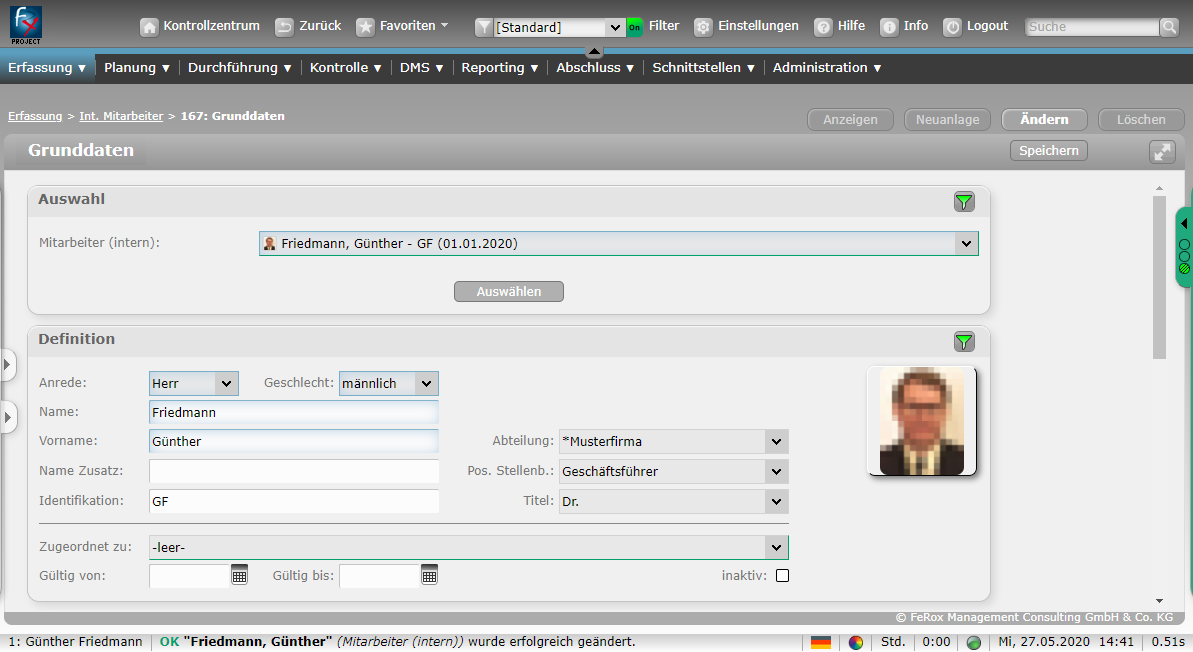 fx PROJECT
Kontrollzentrum Zurück Favoriten [Standard] On Filter Einstellungen Hilfe Info Logout Suche
Erfassung ▼ Planung ▼ Durchführung ▼ Kontrolle ▼ DMS ▼ Reporting ▼ Abschluss ▼ Schnittstellen ▼ Administration ▼
Erfassung > Int. Mitarbeiter > 167: Grunddaten Anzeigen Neuanlage Ändern Löschen
Grunddaten Speichern
Auswahl
Mitarbeiter (intern): Friedmann, Günther - GF (01.01.2020)
Auswählen
Definition
Anrede: Herr Geschlecht: männlich
Name: Friedmann
Vorname: Günther Abteilung: *Musterfirma
Name Zusatz: Pos. Stellenb.: Geschäftsführer
Identifikation: GF Titel: Dr.
Zugeordnet zu: -leer-
Gültig von: Gültig bis: inaktiv:
© FeRox Management Consulting GmbH & Co. KG
1: Günther Friedmann OK "Friedmann, Günther" (Mitarbeiter (intern)) wurde erfolgreich geändert. Std. 0:00 Mi, 27.05.2020 14:41 0.51s